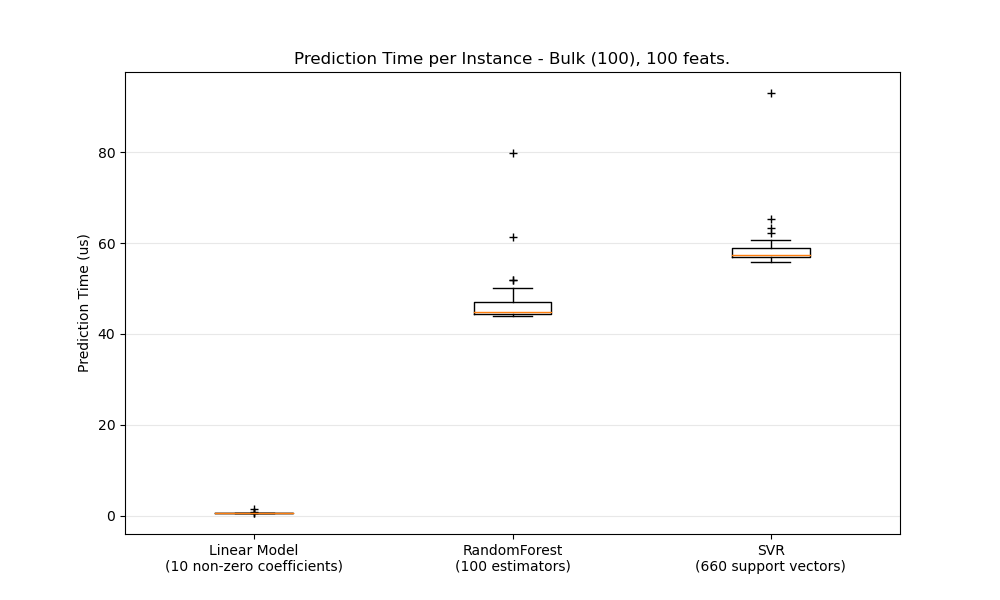 Prediction Time per Instance - Bulk (100), 100 feats.
Prediction Time (us)
80
60
40
20
0
Linear Model
(10 non-zero coefficients)
RandomForest
(100 estimators)
SVR
(660 support vectors)